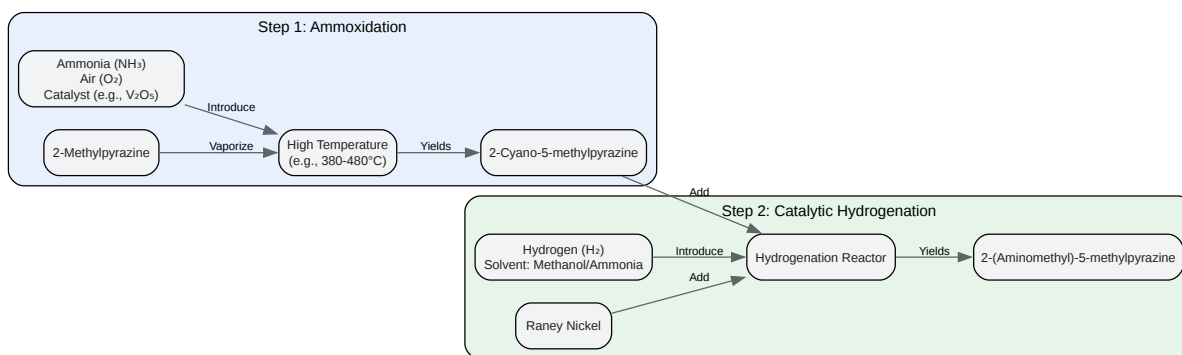 Step 1: Ammoxidation
Ammonia (NH₃)
Air (O₂)
Catalyst (e.g., V₂O₅)
Introduce
2-Methylpyrazine
Vaporize
High Temperature
(e.g., 380-480°C)
Yields
2-Cyano-5-methylpyrazine
Add
Step 2: Catalytic Hydrogenation
Hydrogen (H₂)
Solvent: Methanol/Ammonia
Introduce
Hydrogenation Reactor
Yields
2-(Aminomethyl)-5-methylpyrazine
Add
Raney Nickel